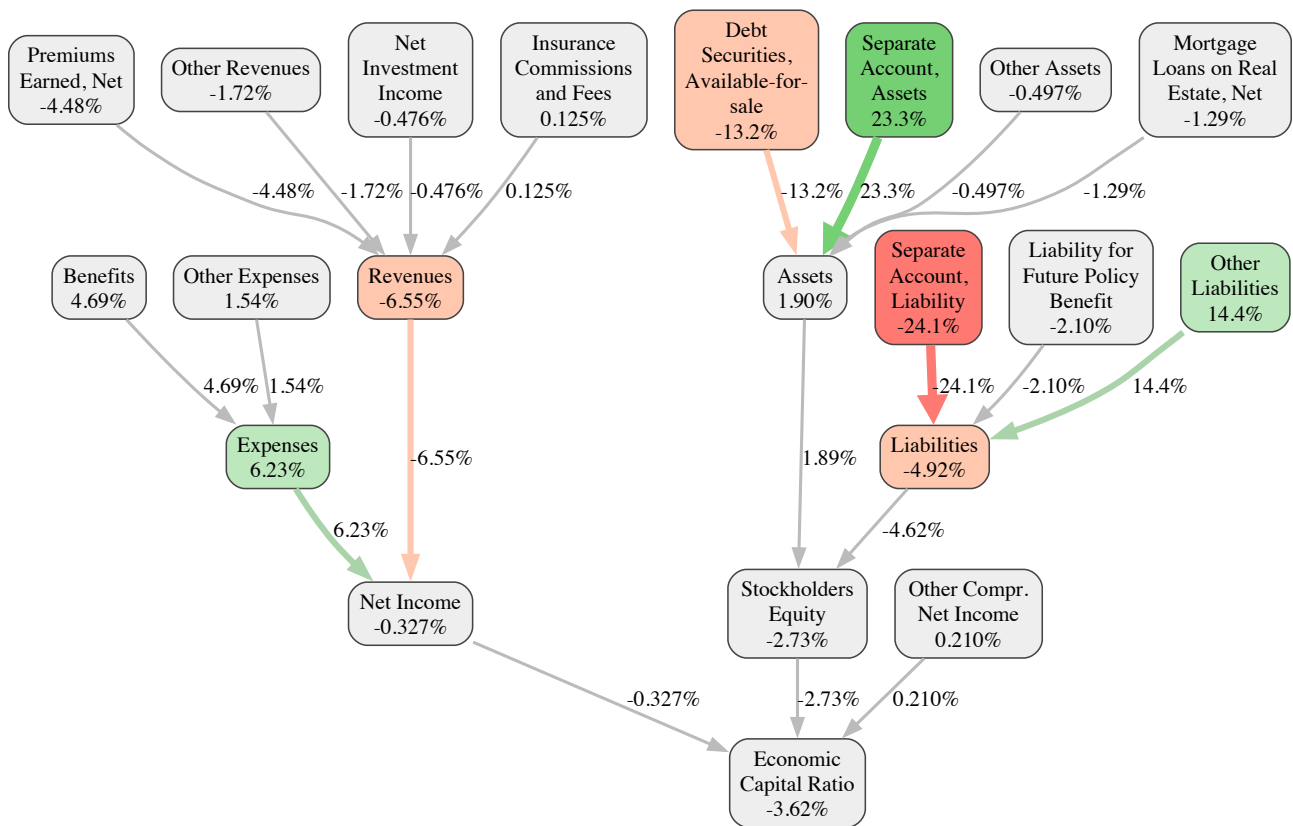 Premiums
Earned, Net
-4.48%
Other Revenues
-1.72%
Net
Investment
Income
-0.476%
Insurance
Commissions
and Fees
0.125%
Debt
Securities,
Available-for-
sale
-13.2%
Separate
Account,
Assets
23.3%
Other Assets
-0.497%
Mortgage
Loans on Real
Estate, Net
-1.29%
-4.48%
-1.72%
-0.476%
0.125%
-13.2%
23.3%
-0.497%
-1.29%
Benefits
4.69%
Other Expenses
1.54%
Revenues
-6.55%
Assets
1.90%
Separate
Account,
Liability
-24.1%
Liability for
Future Policy
Benefit
-2.10%
Other
Liabilities
14.4%
4.69%
1.54%
-24.1%
-2.10%
14.4%
Expenses
6.23%
-6.55%
1.89%
Liabilities
-4.92%
6.23%
-4.62%
Net Income
-0.327%
Stockholders
Equity
-2.73%
Other Compr.
Net Income
0.210%
-0.327%
-2.73%
0.210%
Economic
Capital Ratio
-3.62%